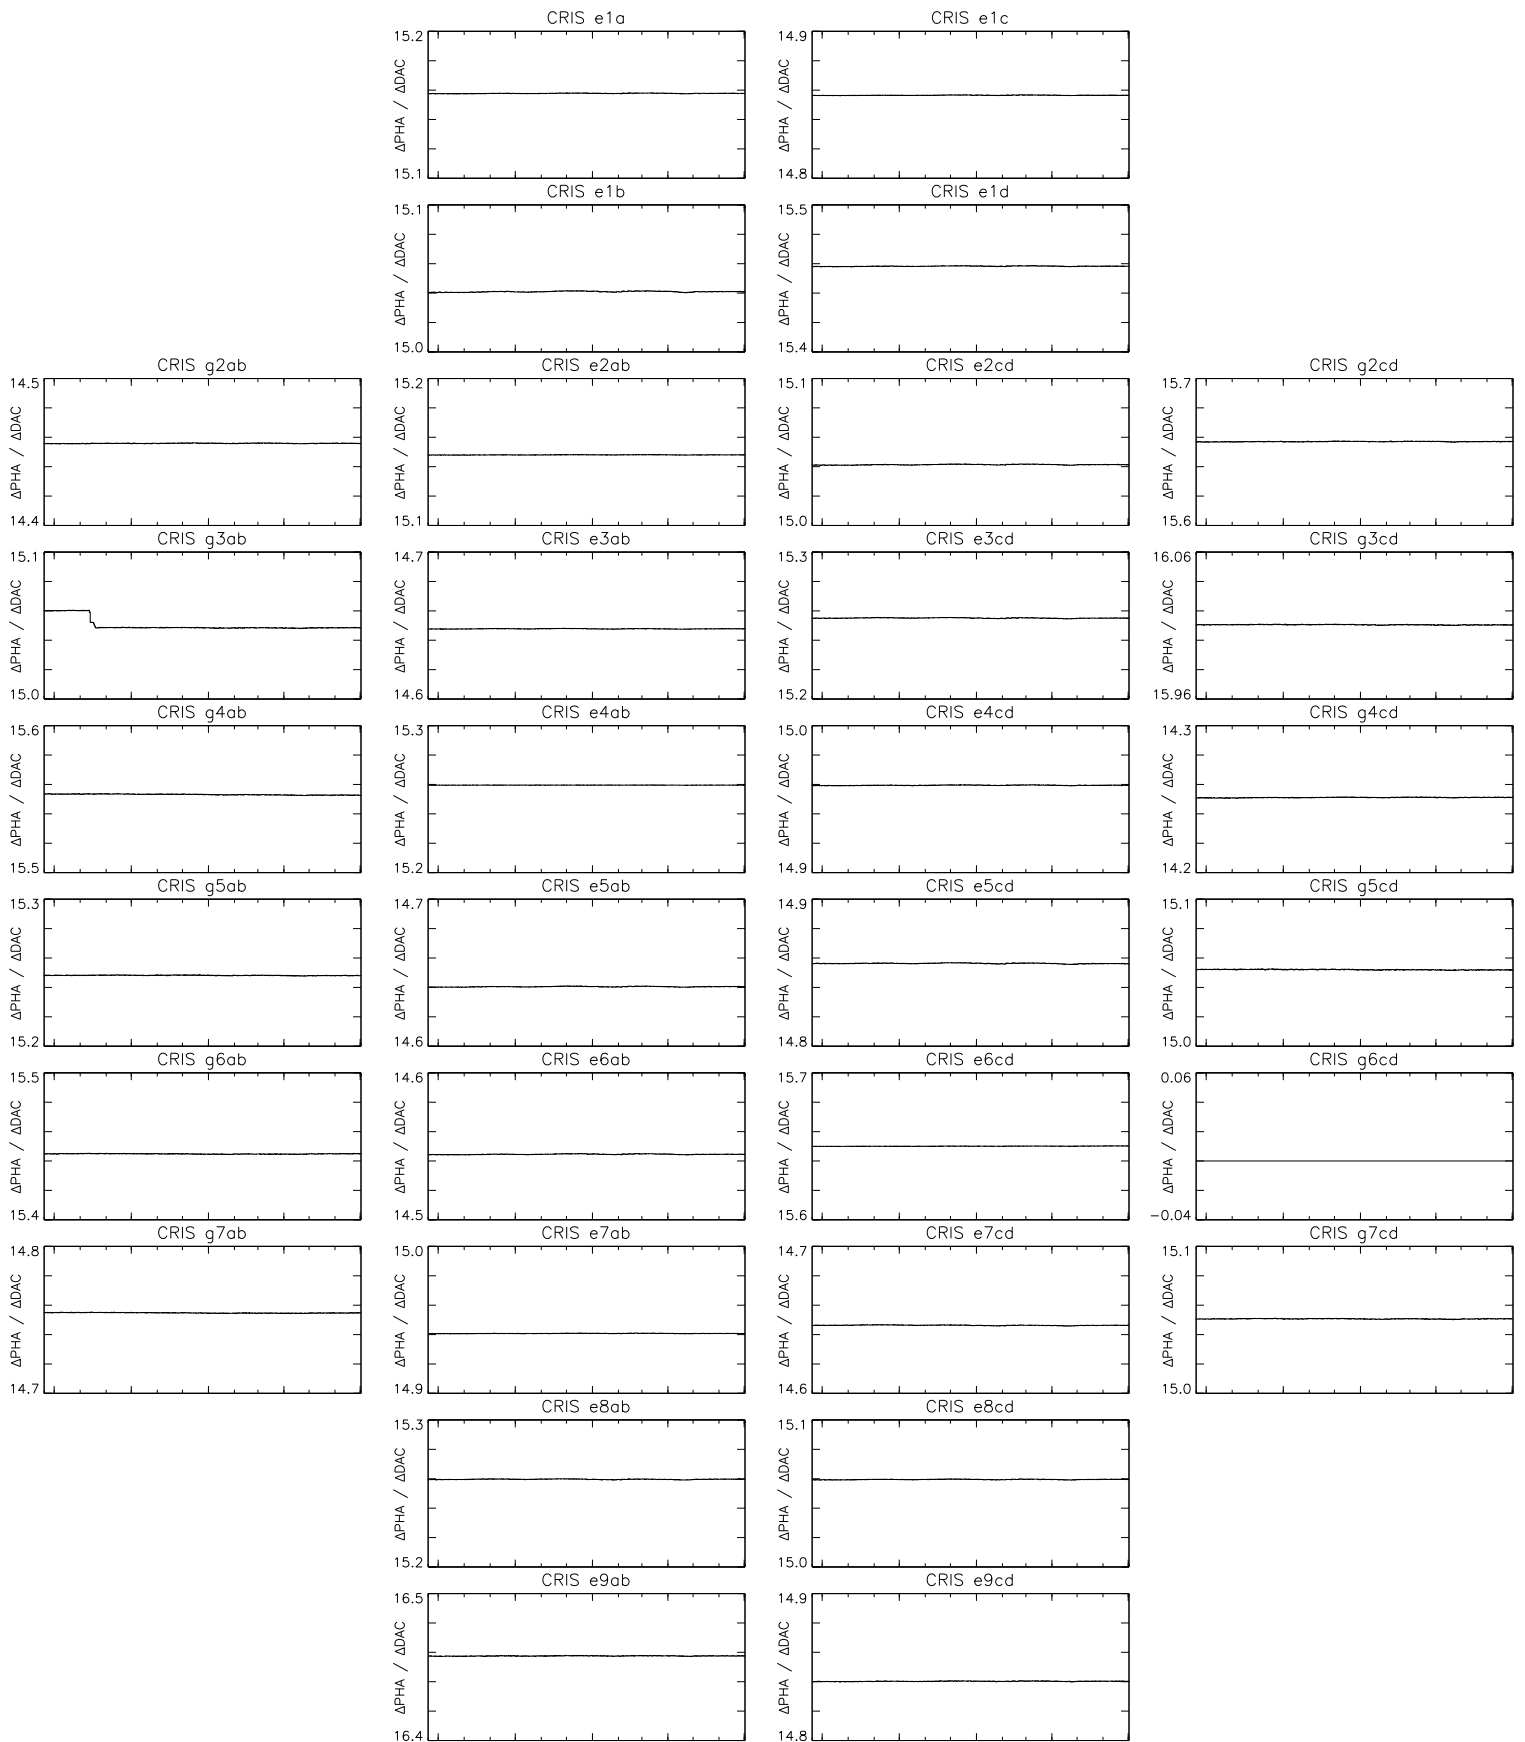 CRIS e1a
15.2
ΔPHA / ΔDAC
15.1
CRIS e1c
14.9
ΔPHA / ΔDAC
14.8
CRIS e1b
15.1
ΔPHA / ΔDAC
15.0
CRIS e1d
15.5
ΔPHA / ΔDAC
15.4
CRIS g2ab
14.5
ΔPHA / ΔDAC
14.4
CRIS e2ab
15.2
ΔPHA / ΔDAC
15.1
CRIS e2cd
15.1
ΔPHA / ΔDAC
15.0
CRIS g2cd
15.7
ΔPHA / ΔDAC
15.6
CRIS g3ab
15.1
ΔPHA / ΔDAC
15.0
CRIS e3ab
14.7
ΔPHA / ΔDAC
14.6
CRIS e3cd
15.3
ΔPHA / ΔDAC
15.2
CRIS g3cd
16.06
ΔPHA / ΔDAC
15.96
CRIS g4ab
15.6
ΔPHA / ΔDAC
15.5
CRIS e4ab
15.3
ΔPHA / ΔDAC
15.2
CRIS e4cd
15.0
ΔPHA / ΔDAC
14.9
CRIS g4cd
14.3
ΔPHA / ΔDAC
14.2
CRIS g5ab
15.3
ΔPHA / ΔDAC
15.2
CRIS e5ab
14.7
ΔPHA / ΔDAC
14.6
CRIS e5cd
14.9
ΔPHA / ΔDAC
14.8
CRIS g5cd
15.1
ΔPHA / ΔDAC
15.0
CRIS g6ab
15.5
ΔPHA / ΔDAC
15.4
CRIS e6ab
14.6
ΔPHA / ΔDAC
14.5
CRIS e6cd
15.7
ΔPHA / ΔDAC
15.6
CRIS g6cd
0.06
ΔPHA / ΔDAC
−0.04
CRIS g7ab
14.8
ΔPHA / ΔDAC
14.7
CRIS e7ab
15.0
ΔPHA / ΔDAC
14.9
CRIS e7cd
14.7
ΔPHA / ΔDAC
14.6
CRIS g7cd
15.1
ΔPHA / ΔDAC
15.0
CRIS e8ab
15.3
ΔPHA / ΔDAC
15.2
CRIS e8cd
15.1
ΔPHA / ΔDAC
15.0
CRIS e9ab
16.5
ΔPHA / ΔDAC
16.4
CRIS e9cd
14.9
ΔPHA / ΔDAC
14.8